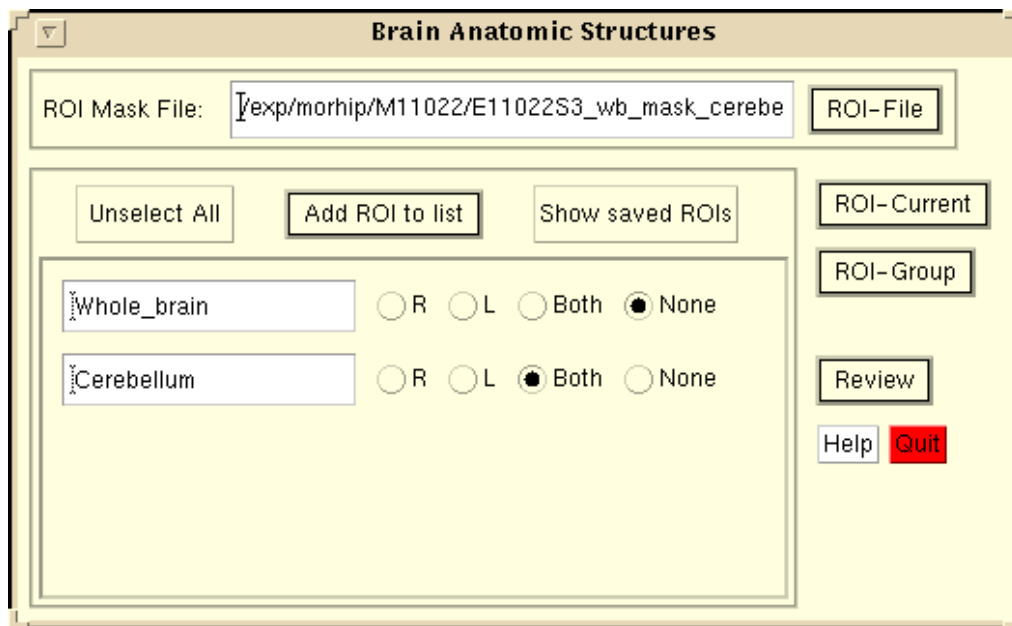 Brain Anatomic Structures
ROI Mask File: /exp/morhip/M11022/E11022S3_wb_mask_cerebe ROI-File
Unselect All Add ROI to list Show saved ROIs ROI-Current
ROI-Group
Whole_brain R L Both None
Cerebellum R L Both None Review
Help Quit